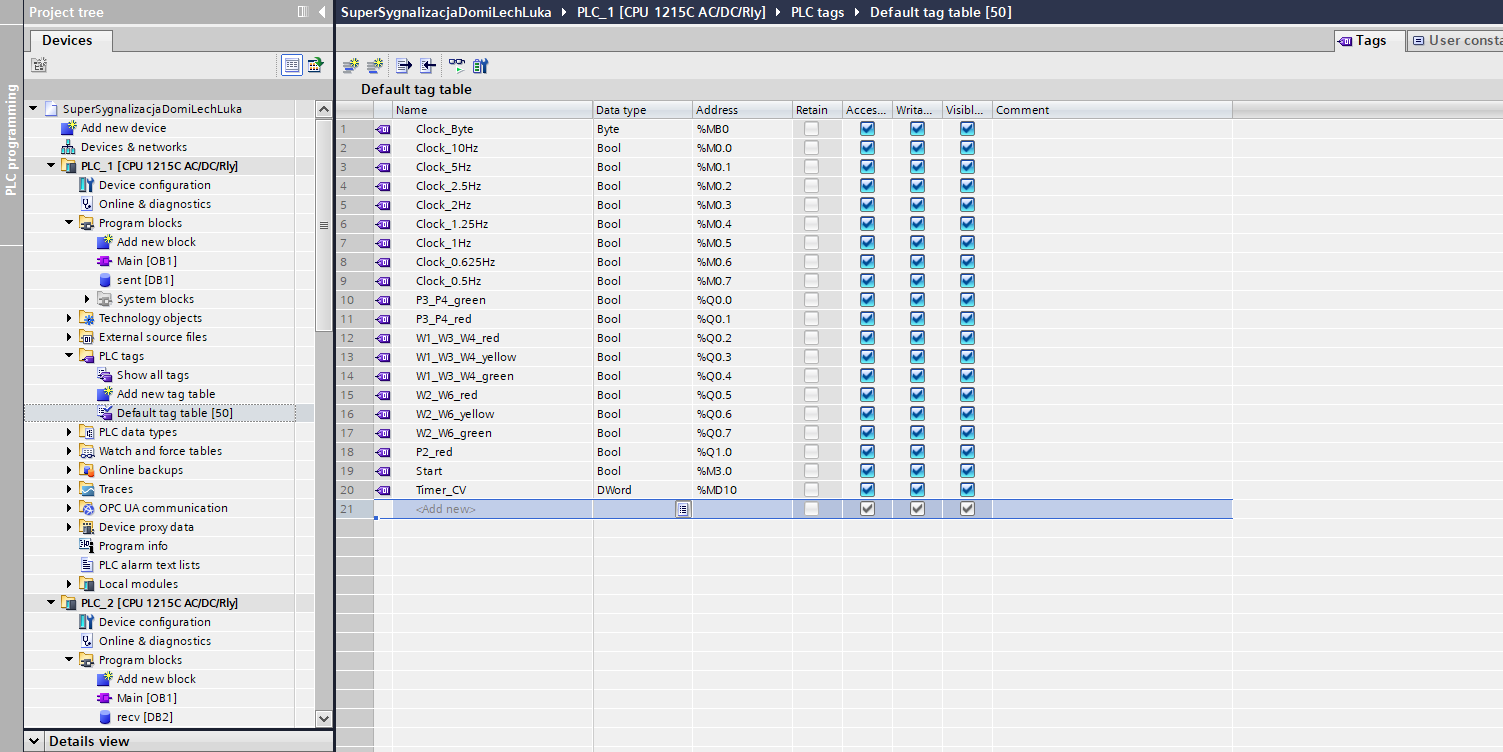 Project tree
SuperSygnalizacjaDomiLechLuka PLC_1 [CPU 1215C AC/DC/Rly] PLC tags Default tag table [50]
Devices
Tags
User consta
PLC programming
SuperSygnalizacjaDomiLechLuka
Add new device
Devices & networks
PLC_1 [CPU 1215C AC/DC/Rly]
Device configuration
Online & diagnostics
Program blocks
Add new block
Main [OB1]
sent [DB1]
System blocks
Technology objects
External source files
PLC tags
Show all tags
Add new tag table
Default tag table [50]
PLC data types
Watch and force tables
Online backups
Traces
OPC UA communication
Device proxy data
Program info
PLC alarm text lists
Local modules
PLC_2 [CPU 1215C AC/DC/Rly]
Device configuration
Online & diagnostics
Program blocks
Add new block
Main [OB1]
recv [DB2]
Details view
Default tag table
Name Data type Address Retain Acces... Writa... Visibl... Comment
1 Clock_Byte Byte %MB0
2 Clock_10Hz Bool %M0.0
3 Clock_5Hz Bool %M0.1
4 Clock_2.5Hz Bool %M0.2
5 Clock_2Hz Bool %M0.3
6 Clock_1.25Hz Bool %M0.4
7 Clock_1Hz Bool %M0.5
8 Clock_0.625Hz Bool %M0.6
9 Clock_0.5Hz Bool %M0.7
10 P3_P4_green Bool %Q0.0
11 P3_P4_red Bool %Q0.1
12 W1_W3_W4_red Bool %Q0.2
13 W1_W3_W4_yellow Bool %Q0.3
14 W1_W3_W4_green Bool %Q0.4
15 W2_W6_red Bool %Q0.5
16 W2_W6_yellow Bool %Q0.6
17 W2_W6_green Bool %Q0.7
18 P2_red Bool %Q1.0
19 Start Bool %M3.0
20 Timer_CV DWord %MD10
21 <Add new>